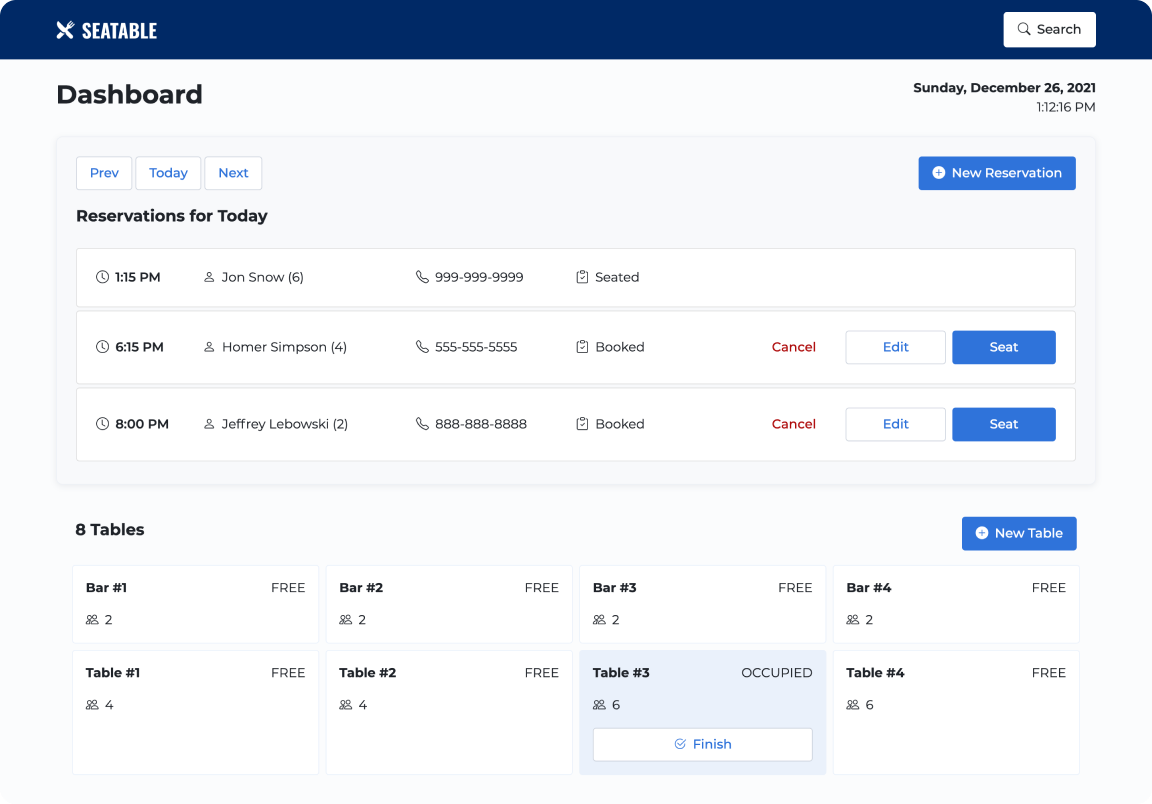 SEATABLE
Search
Dashboard
Sunday, December 26, 2021
1:12:16 PM
Prev Today Next
New Reservation
Reservations for Today
1:15 PM Jon Snow (6) 999-999-9999 Seated
6:15 PM Homer Simpson (4) 555-555-5555 Booked Cancel Edit Seat
8:00 PM Jeffrey Lebowski (2) 888-888-8888 Booked Cancel Edit Seat
8 Tables
New Table
Bar #1 FREE
2
Bar #2 FREE
2
Bar #3 FREE
2
Bar #4 FREE
2
Table #1 FREE
4
Table #2 FREE
4
Table #3 OCCUPIED
6
Finish
Table #4 FREE
6